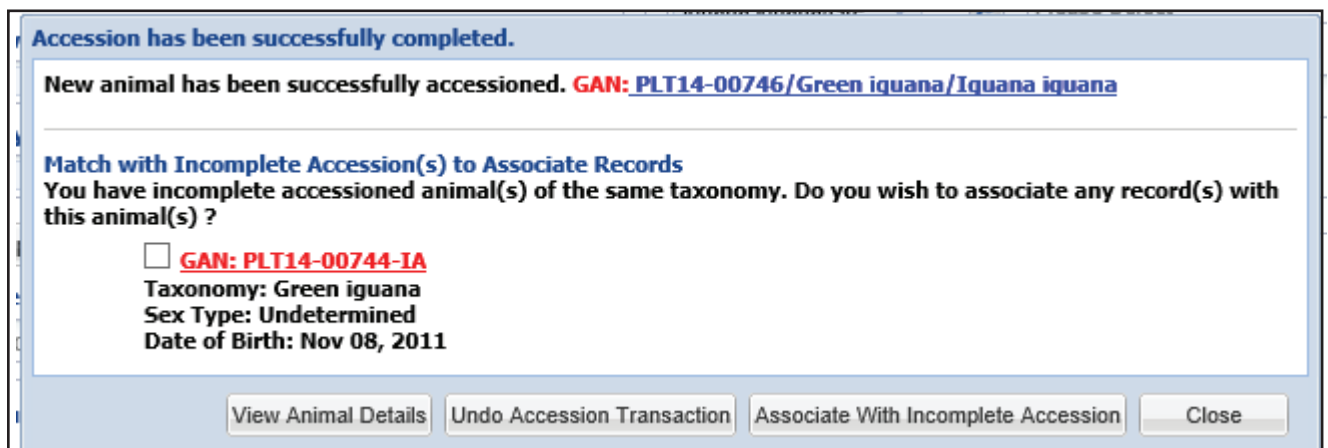 Accession has been successfully completed.
New animal has been successfully accessioned. GAN: PLT14-00746/Green iguana/Iguana iguana
Match with Incomplete Accession(s) to Associate Records
You have incomplete accessioned animal(s) of the same taxonomy. Do you wish to associate any record(s) with
this animal(s) ?
GAN: PLT14-00744-IA
Taxonomy: Green iguana
Sex Type: Undetermined
Date of Birth: Nov 08, 2011
View Animal Details Undo Accession Transaction Associate With Incomplete Accession Close